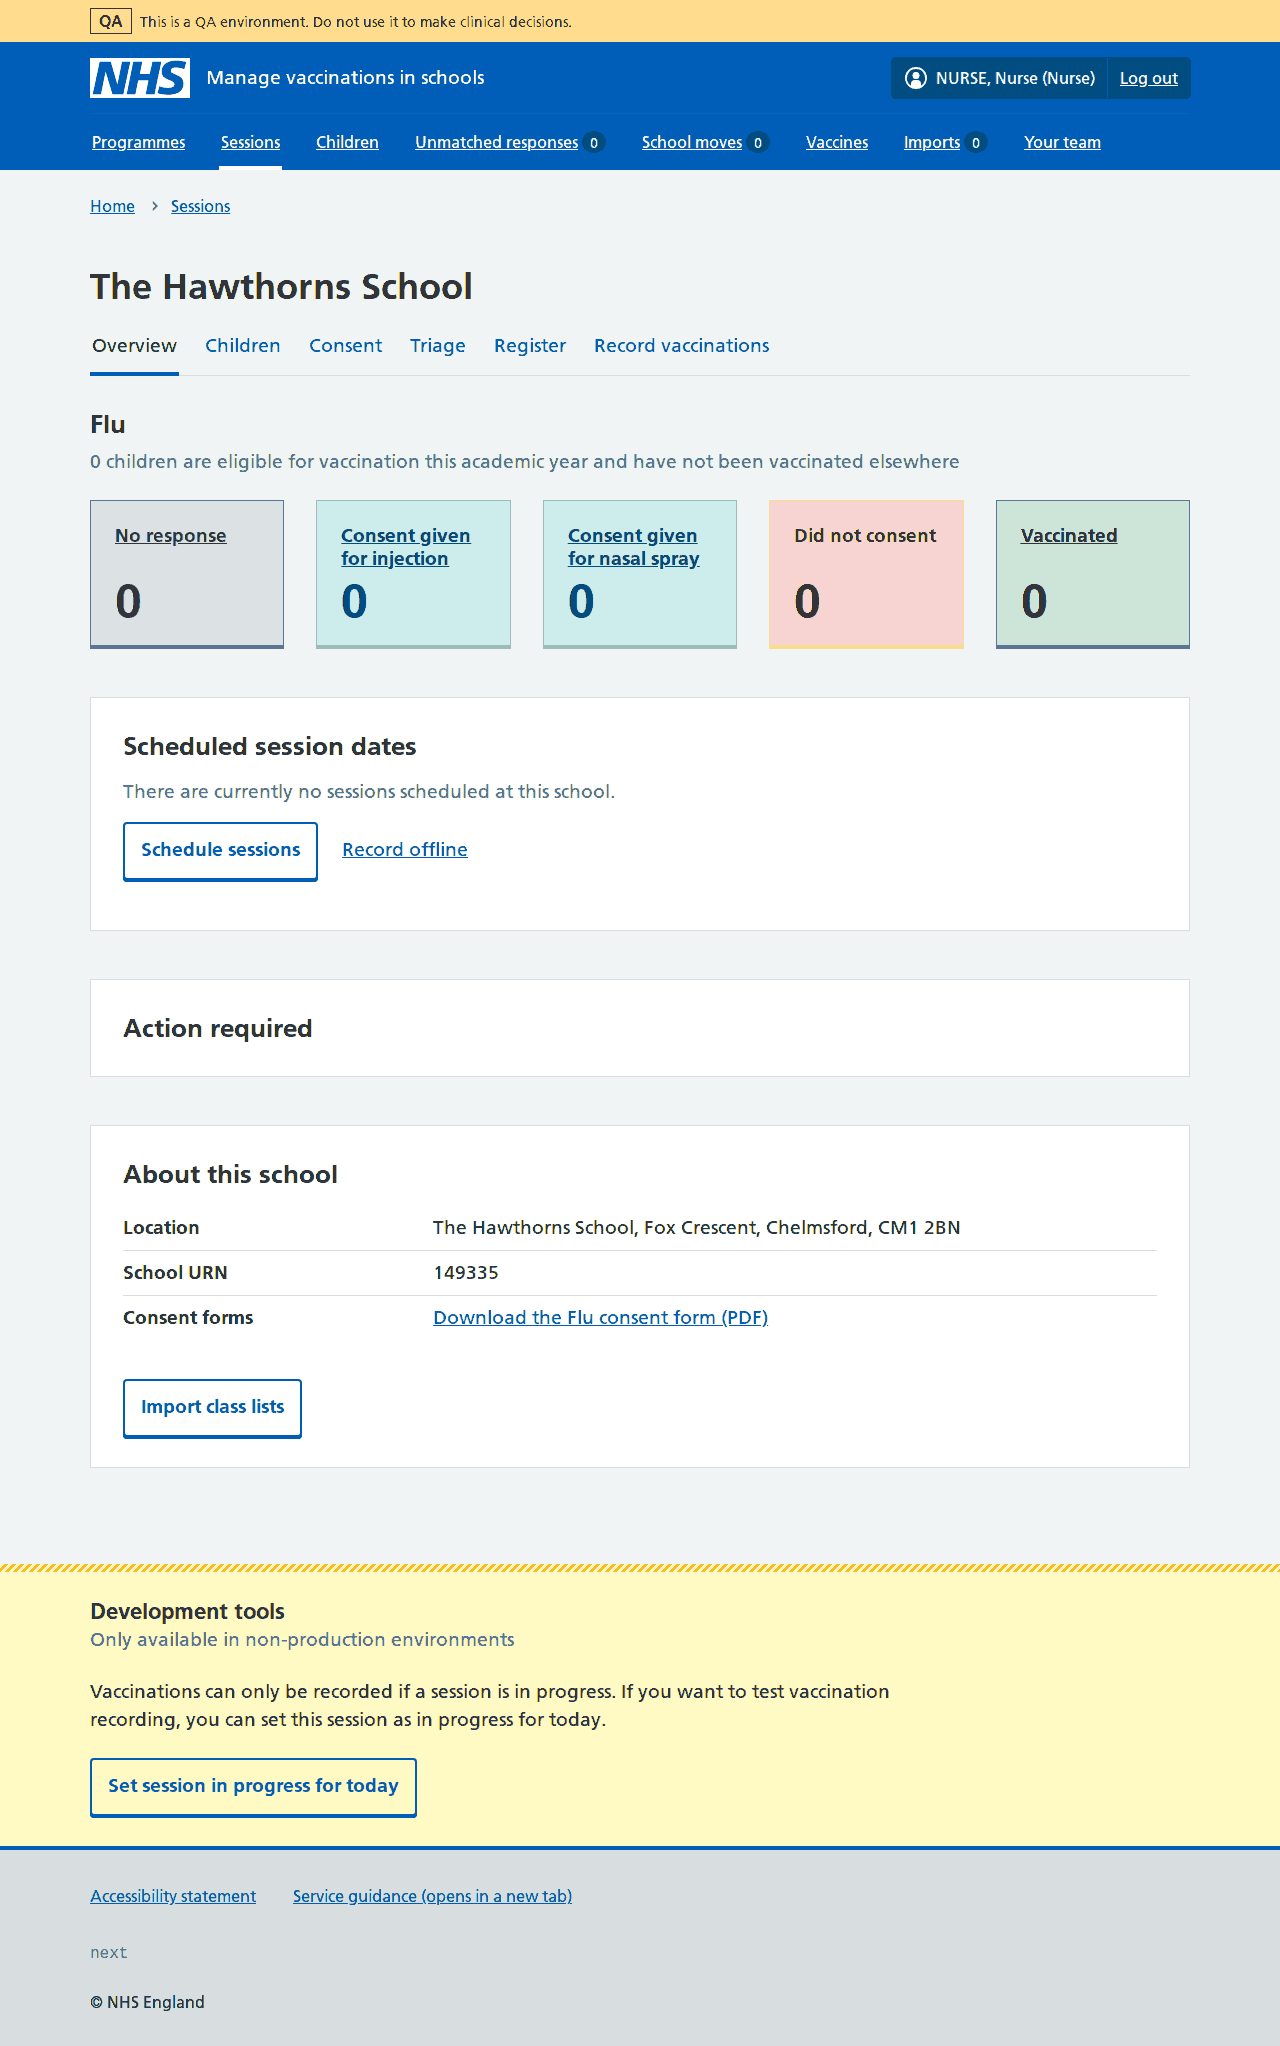 QA This is a QA environment. Do not use it to make clinical decisions.
NHS Manage vaccinations in schools NURSE, Nurse (Nurse) Log out
Programmes Sessions Children Unmatched responses 0 School moves 0 Vaccines Imports 0 Your team
Home > Sessions
The Hawthorns School
Overview Children Consent Triage Register Record vaccinations
Flu
0 children are eligible for vaccination this academic year and have not been vaccinated elsewhere
No response
0
Consent given
for injection
0
Consent given
for nasal spray
0
Did not consent
0
Vaccinated
0
Scheduled session dates
There are currently no sessions scheduled at this school.
Schedule sessions Record offline
Action required
About this school
Location The Hawthorns School, Fox Crescent, Chelmsford, CM1 2BN
School URN 149335
Consent forms Download the Flu consent form (PDF)
Import class lists
Development tools
Only available in non-production environments
Vaccinations can only be recorded if a session is in progress. If you want to test vaccination
recording, you can set this session as in progress for today.
Set session in progress for today
Accessibility statement Service guidance (opens in a new tab)
next
© NHS England